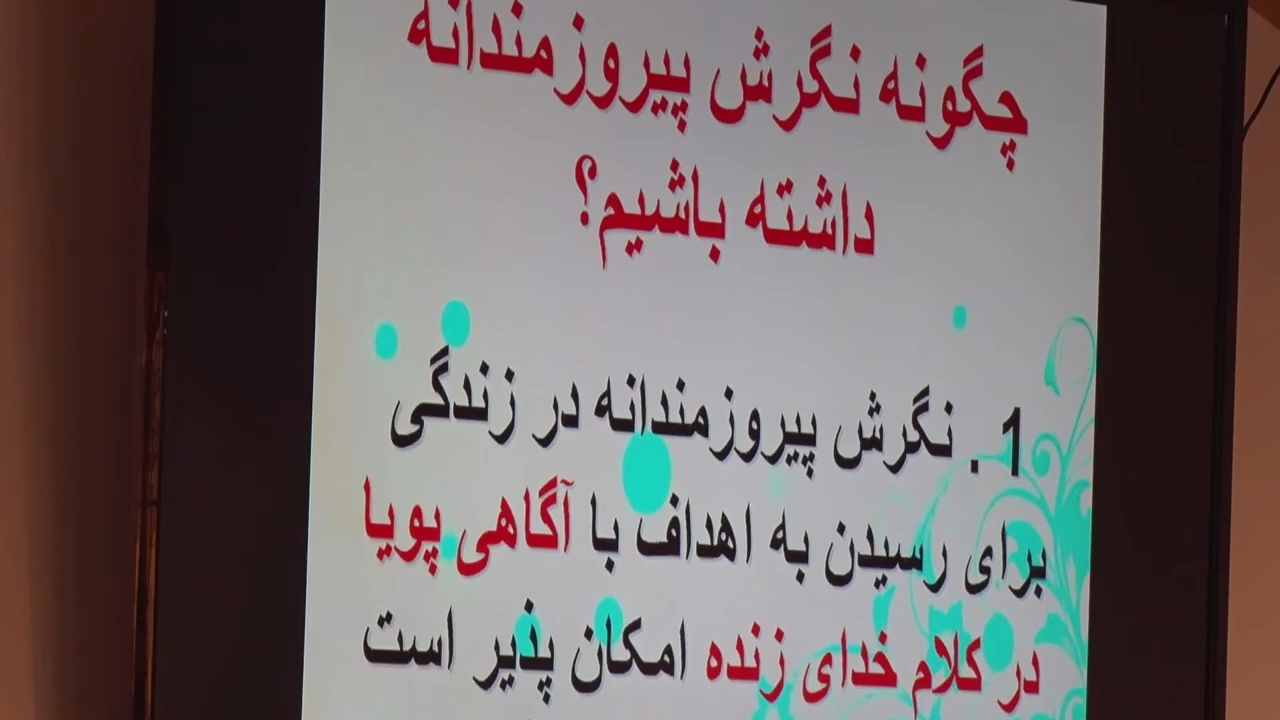 چگونه نگرش پیروزمندانه
داشته باشیم؟
1 . نگرش پیروزمندانه در زندگی
برای رسیدن به اهداف با آگاهی پویا
در کلام خدای زنده امکان پذیر است